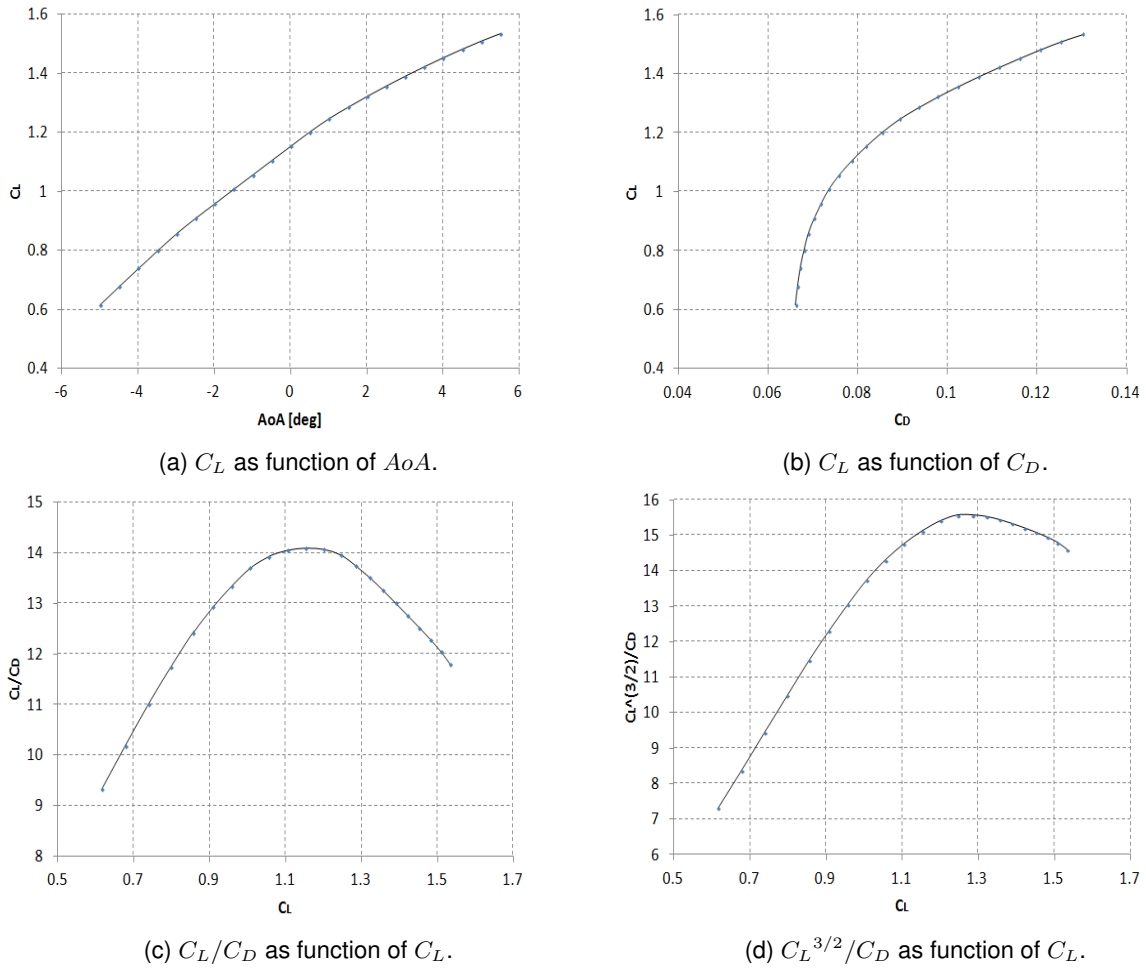 1.6
1.4
1.2
1
0.8
0.6
0.4
CL
-6 -4 -2 0 2 4 6
AoA [deg]
(a) C_L as function of AoA.
1.6
1.4
1.2
1
0.8
0.6
0.4
CL
0.04 0.06 0.08 0.1 0.12 0.14
CD
(b) C_L as function of C_D.
15
14
13
12
11
10
9
8
CL/CD
0.5 0.7 0.9 1.1 1.3 1.5 1.7
CL
(c) C_L/C_D as function of C_L.
16
15
14
13
12
11
10
9
8
7
6
CL^(3/2)/CD
0.5 0.7 0.9 1.1 1.3 1.5 1.7
CL
(d) C_L^{3/2}/C_D as function of C_L.